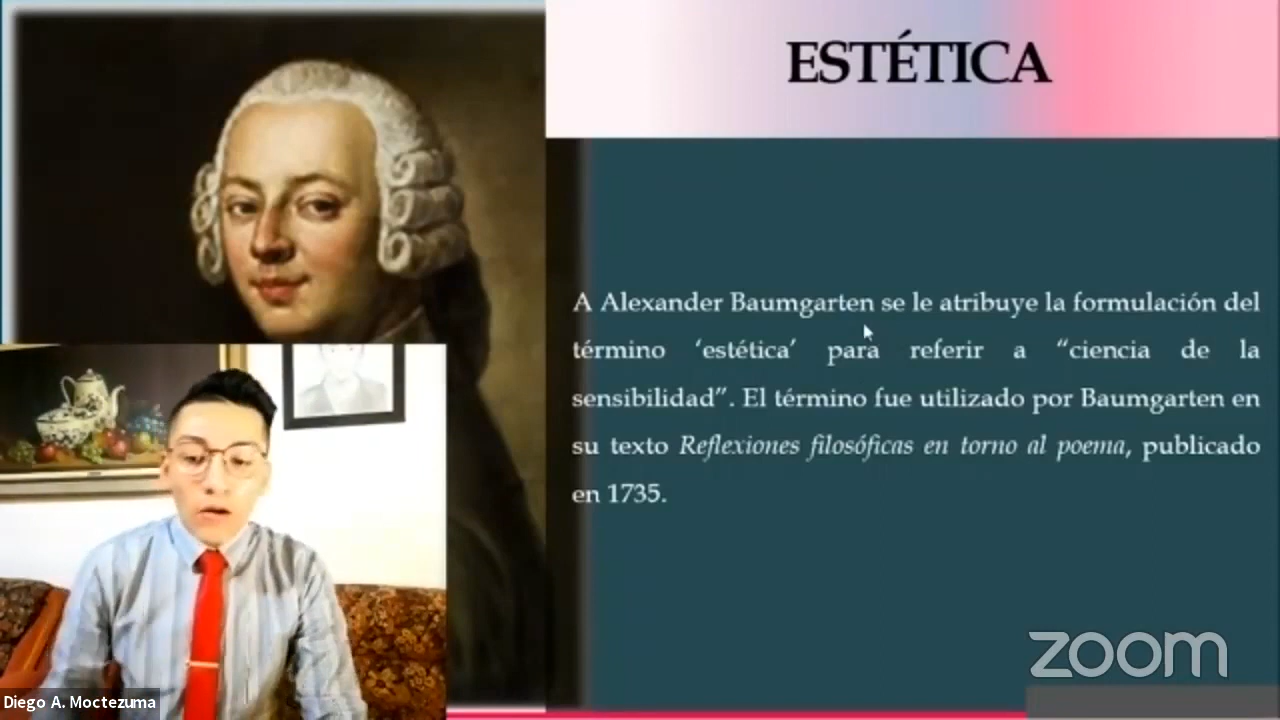 ESTÉTICA
A Alexander Baumgarten se le atribuye la formulación del
término ‘estética’ para referir a “ciencia de la
sensibilidad”. El término fue utilizado por Baumgarten en
su texto Reflexiones filosóficas en torno al poema, publicado
en 1735.
zoom
Diego A. Moctezuma